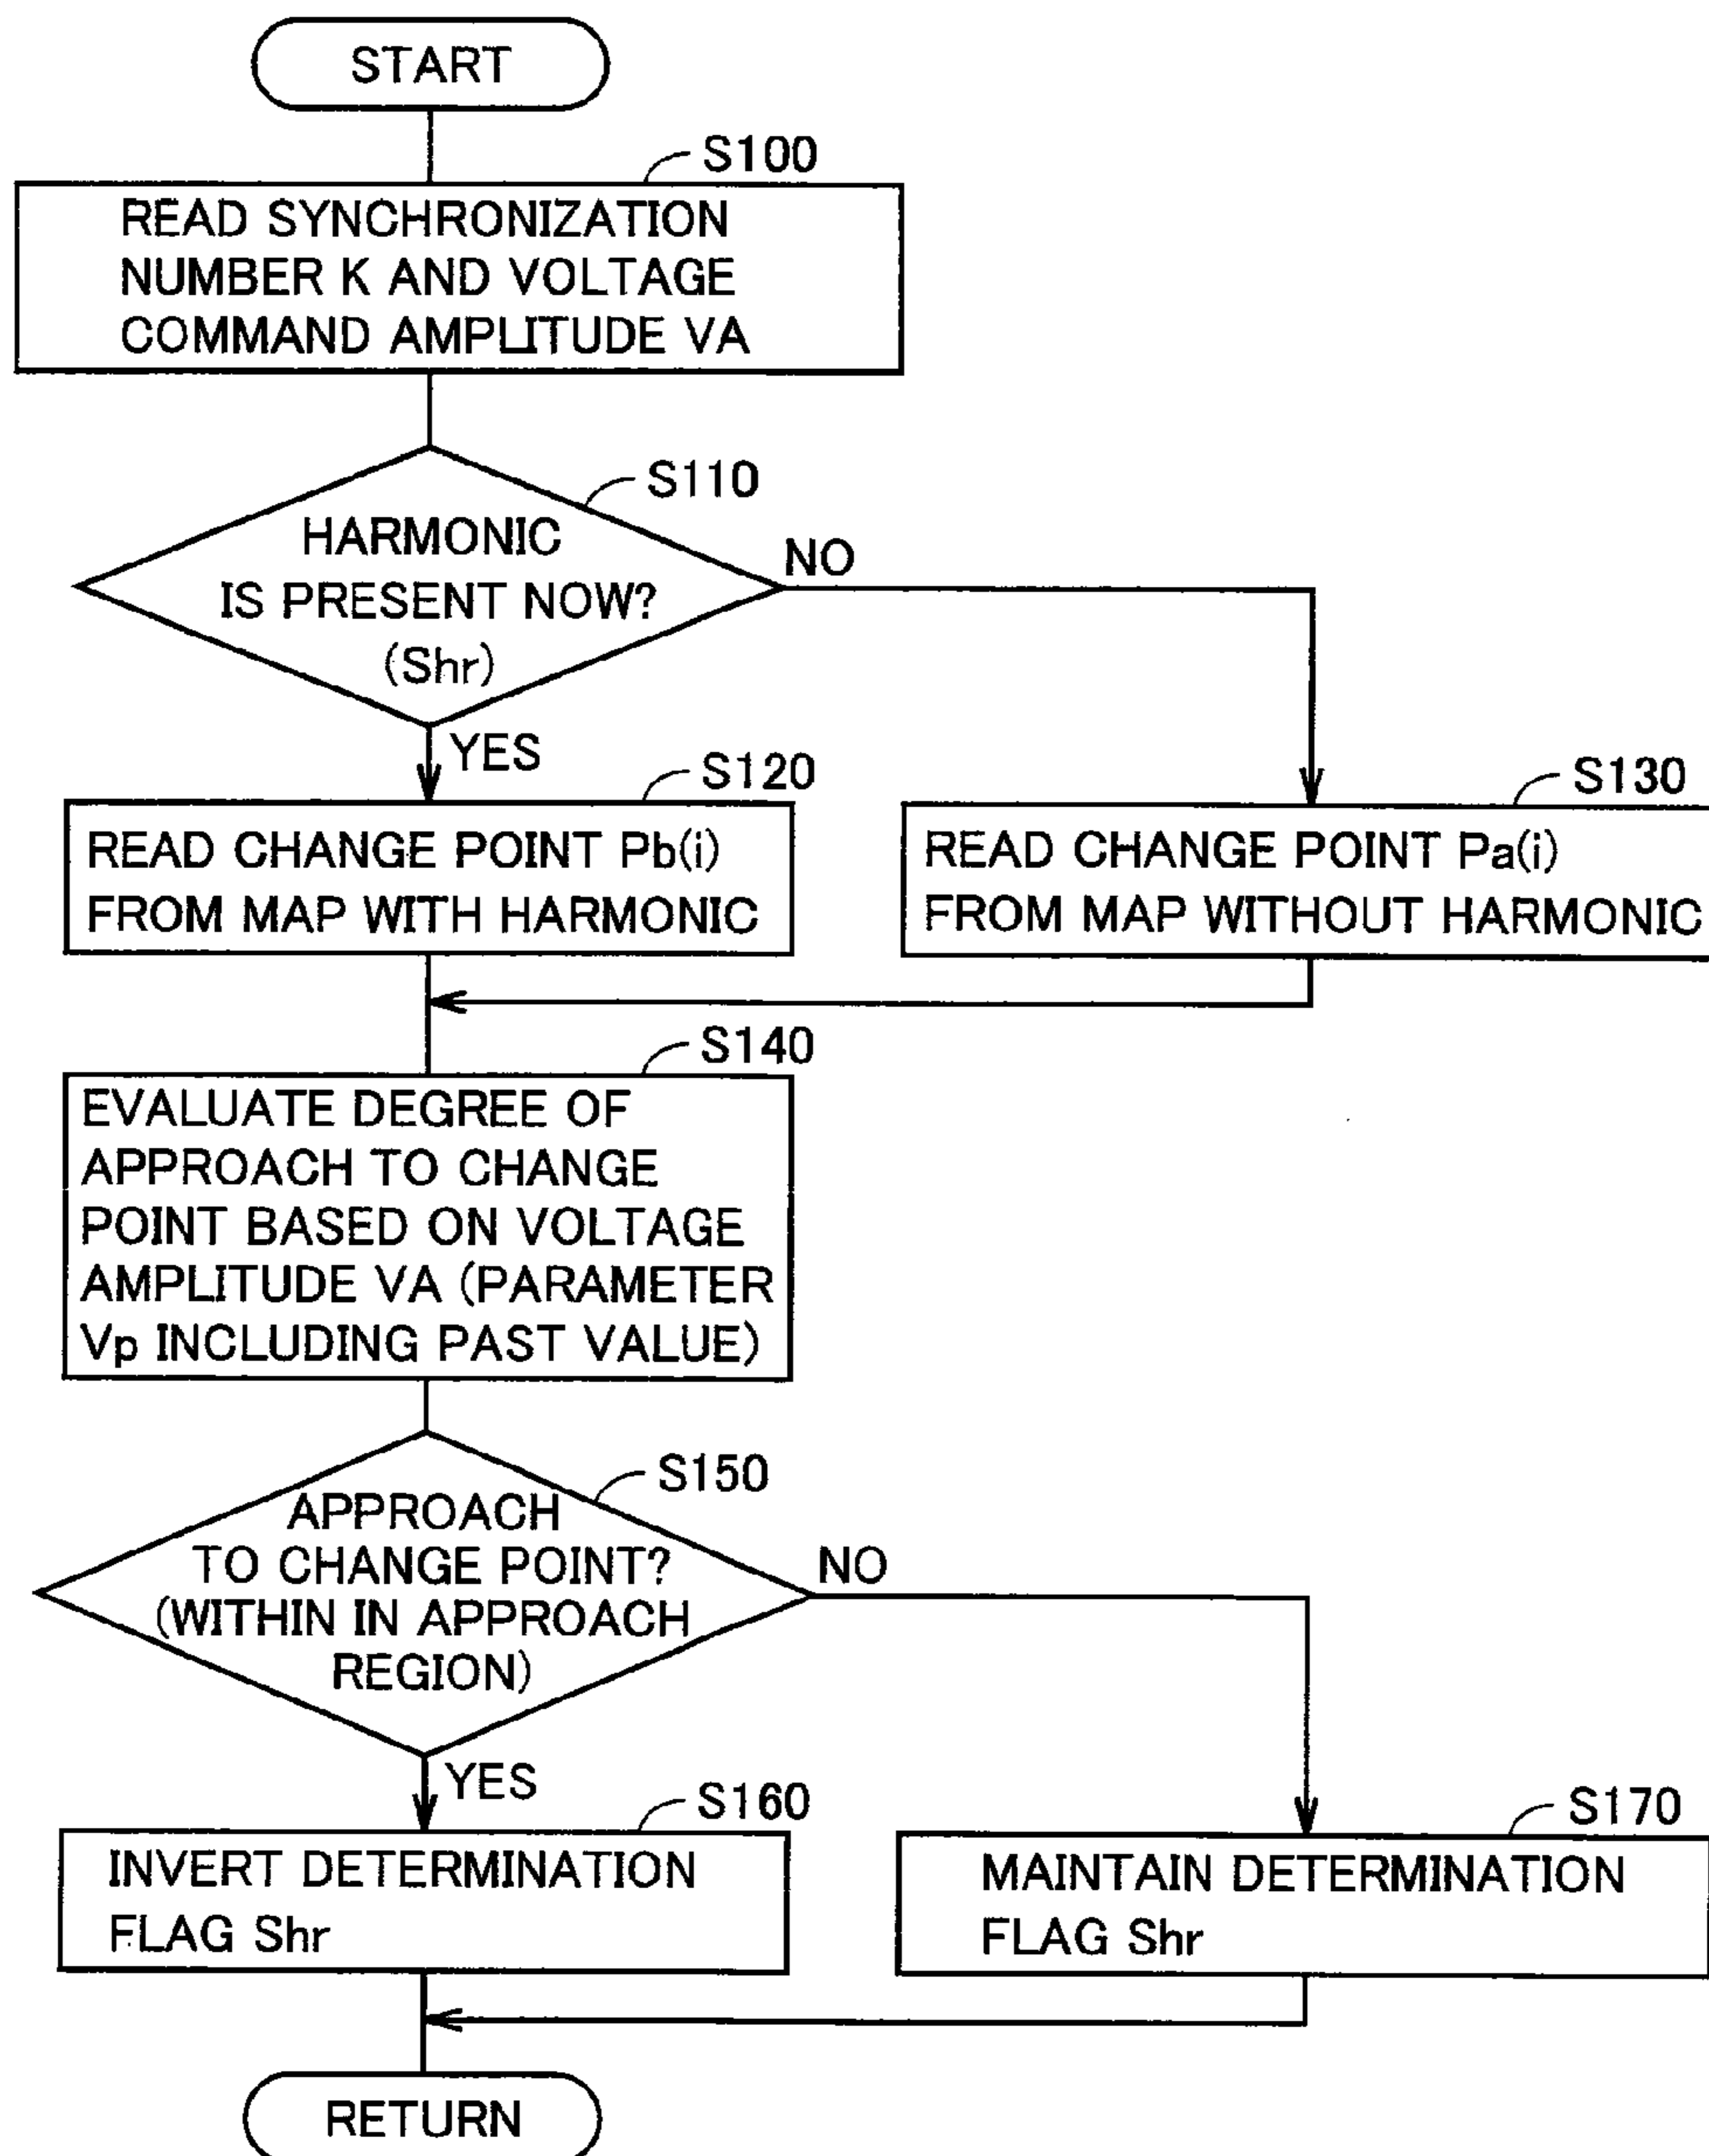 START
S100
READ SYNCHRONIZATION
NUMBER K AND VOLTAGE
COMMAND AMPLITUDE VA
S110
HARMONIC
IS PRESENT NOW?
(Shr)
NO
YES
S120
READ CHANGE POINT Pb(i)
FROM MAP WITH HARMONIC
S130
READ CHANGE POINT Pa(i)
FROM MAP WITHOUT HARMONIC
S140
EVALUATE DEGREE OF
APPROACH TO CHANGE
POINT BASED ON VOLTAGE
AMPLITUDE VA (PARAMETER
Vp INCLUDING PAST VALUE)
S150
APPROACH
TO CHANGE POINT?
(WITHIN IN APPROACH
REGION)
NO
YES
S160
INVERT DETERMINATION
FLAG Shr
S170
MAINTAIN DETERMINATION
FLAG Shr
RETURN